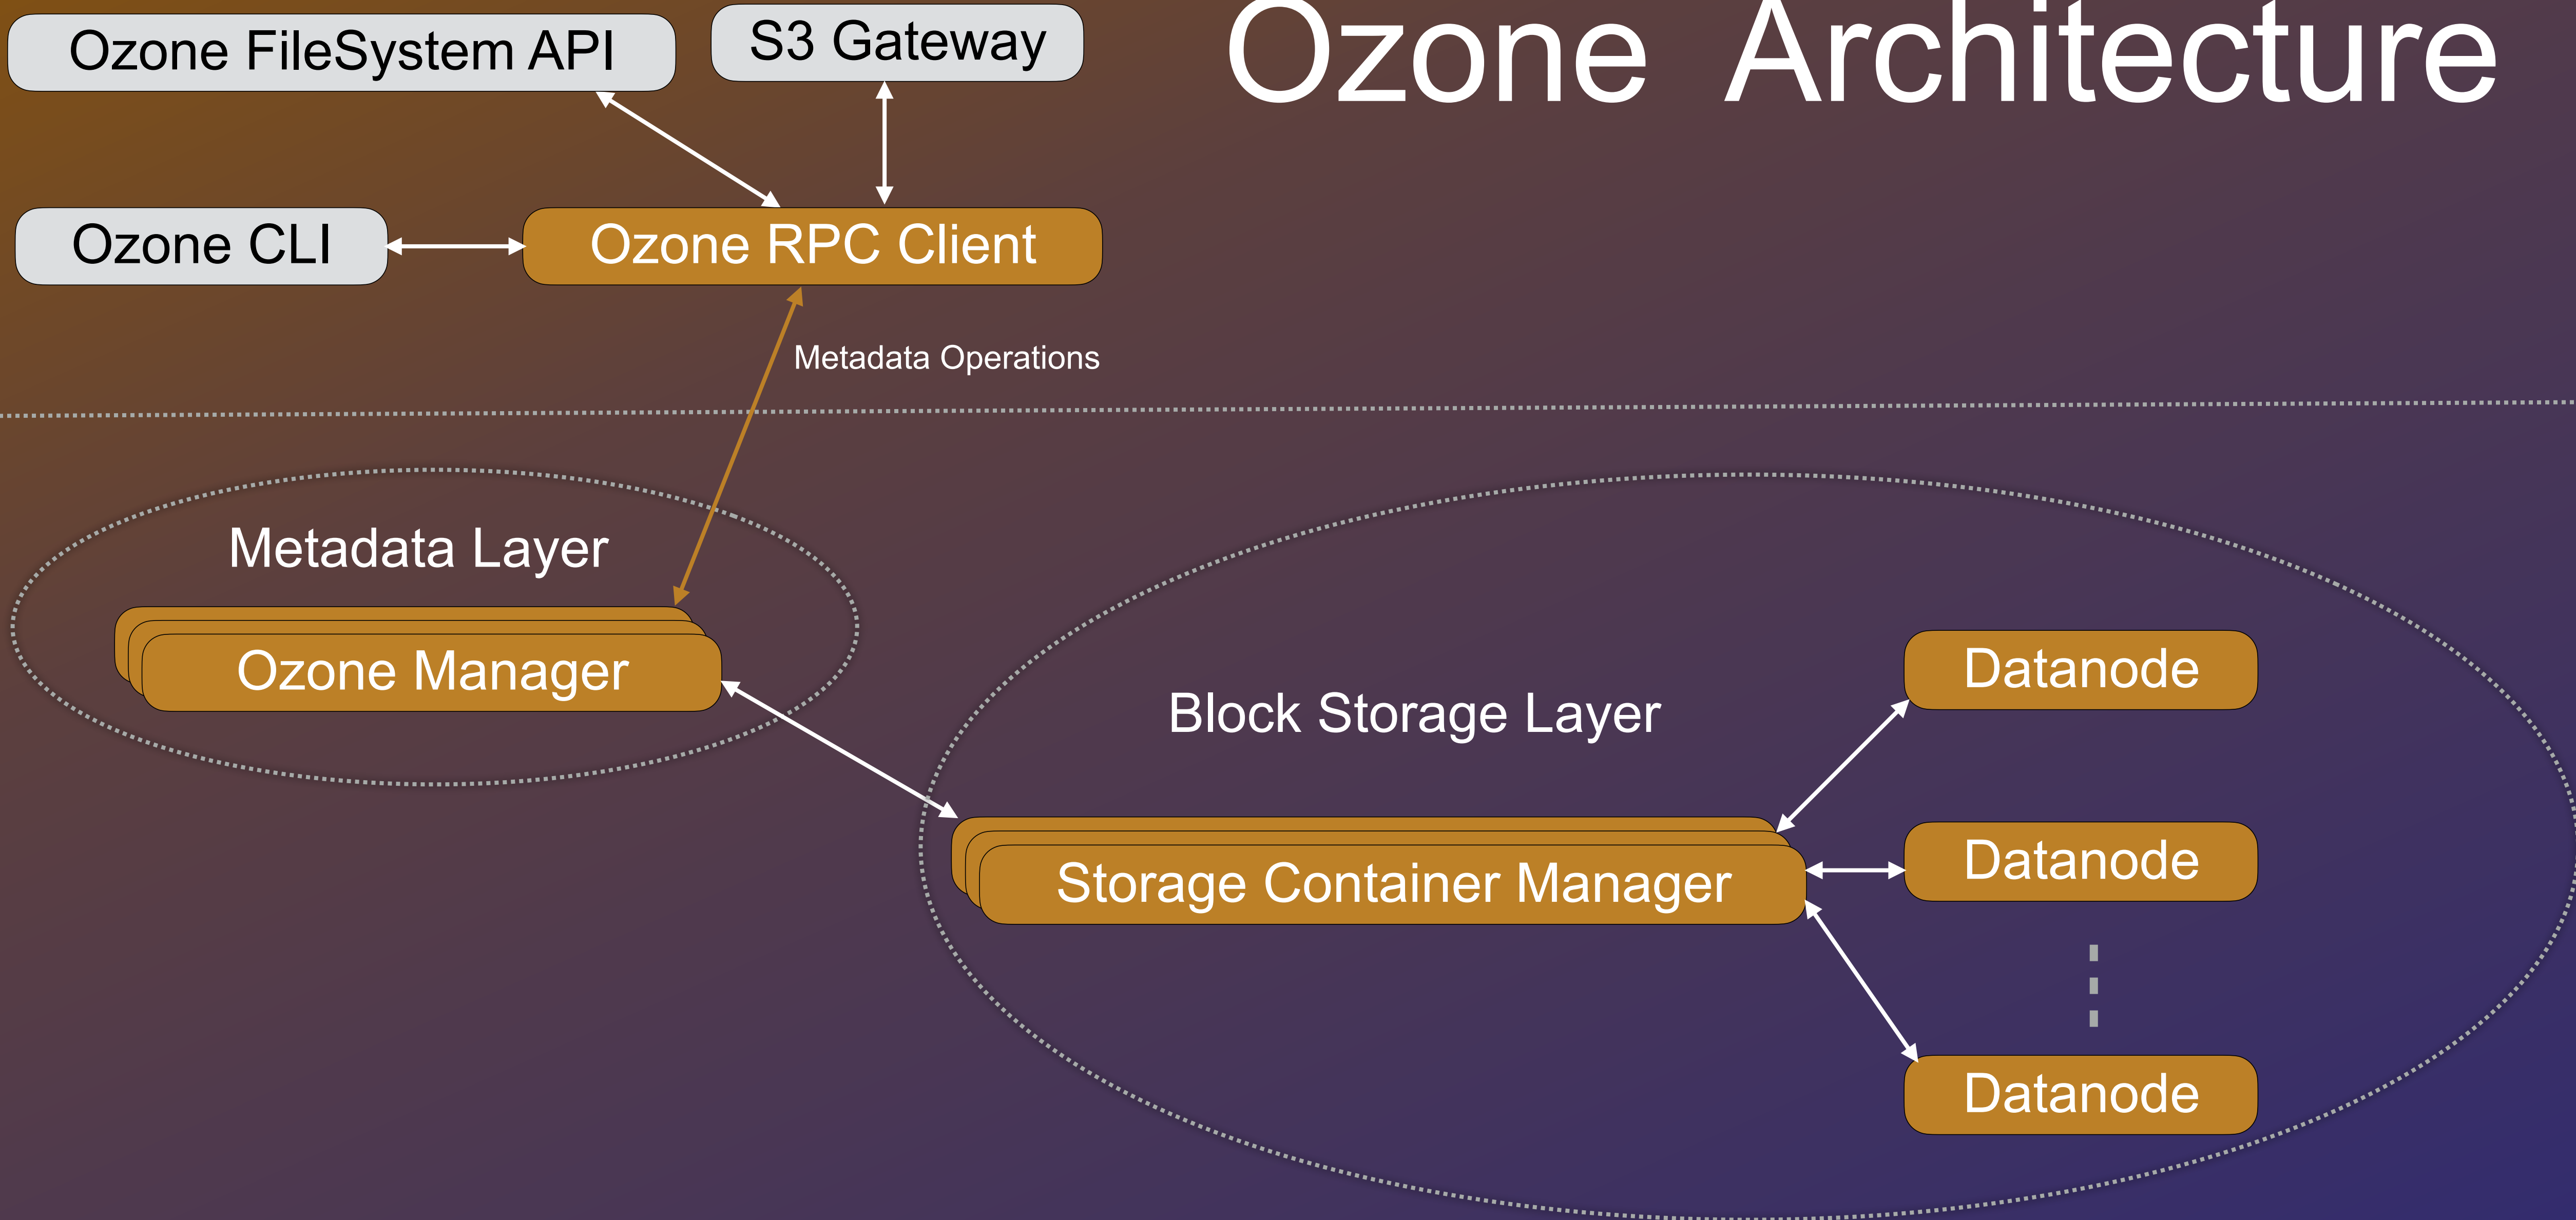 Ozone Architecture
Ozone FileSystem API
S3 Gateway
Ozone CLI
Ozone RPC Client
Metadata Operations
Metadata Layer
Ozone Manager
Block Storage Layer
Storage Container Manager
Datanode
Datanode
Datanode